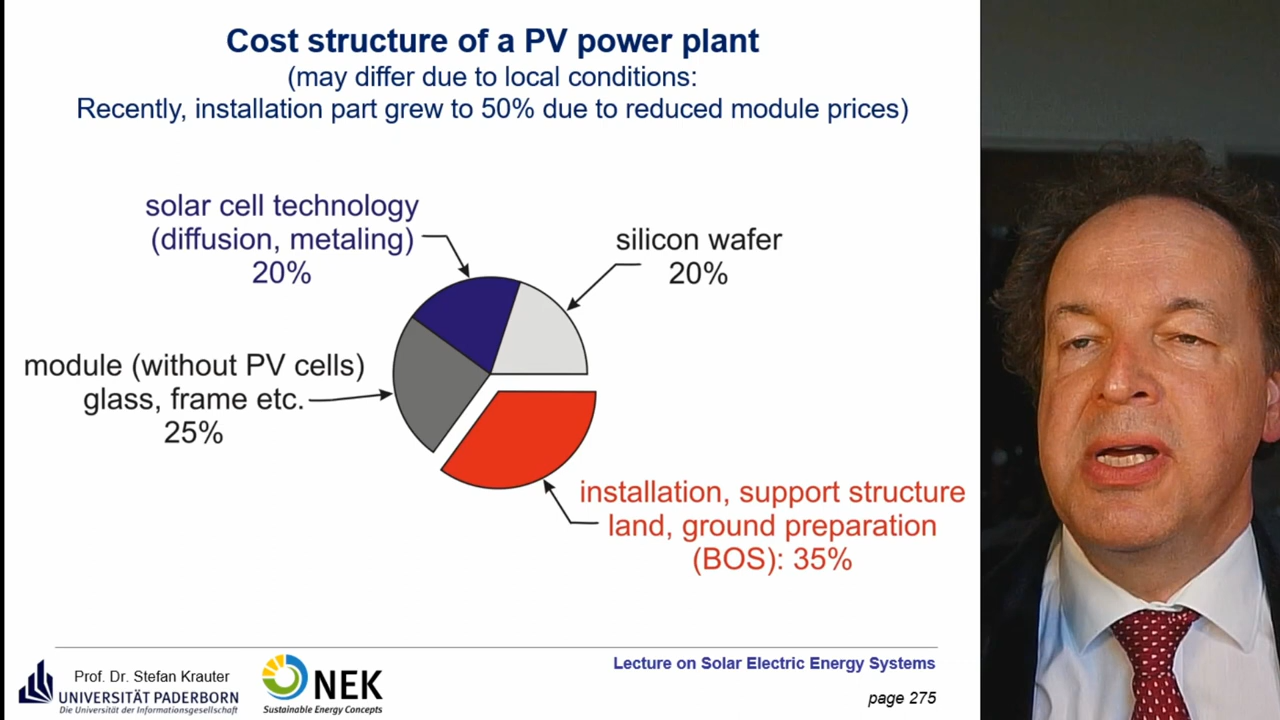 Cost structure of a PV power plant
(may differ due to local conditions:
Recently, installation part grew to 50% due to reduced module prices)
solar cell technology
(diffusion, metaling)
20%
silicon wafer
20%
module (without PV cells)
glass, frame etc.
25%
installation, support structure
land, ground preparation
(BOS): 35%
Prof. Dr. Stefan Krauter
UNIVERSITÄT PADERBORN
Die Universität der Informationsgesellschaft
NEK
Sustainable Energy Concepts
Lecture on Solar Electric Energy Systems
page 275